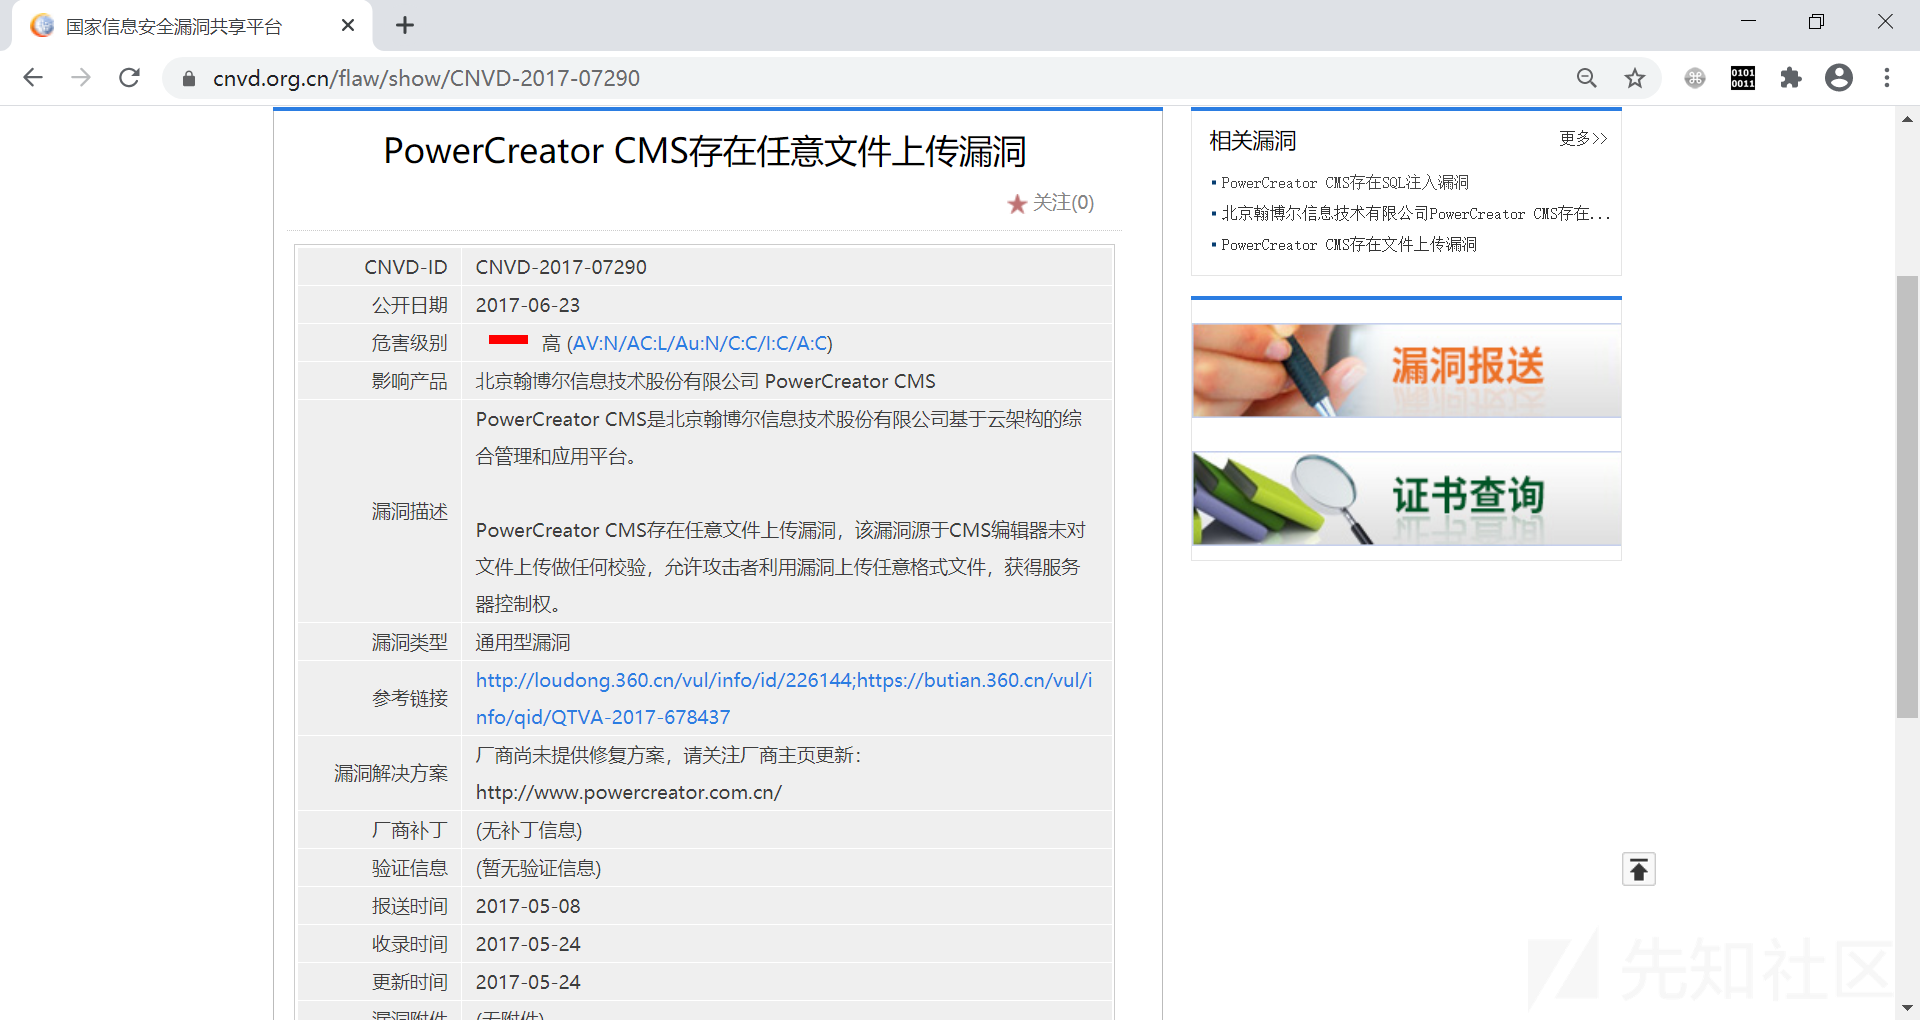 国家信息安全漏洞共享平台
cnvd.org.cn/flaw/show/CNVD-2017-07290
0101
0011
PowerCreator CMS存在任意文件上传漏洞
关注(0)
CNVD-ID CNVD-2017-07290
公开日期 2017-06-23
危害级别 高 (AV:N/AC:L/Au:N/C:C/I:C/A:C)
影响产品 北京翰博尔信息技术股份有限公司 PowerCreator CMS
漏洞描述
PowerCreator CMS是北京翰博尔信息技术股份有限公司基于云架构的综
合管理和应用平台。
PowerCreator CMS存在任意文件上传漏洞，该漏洞源于CMS编辑器未对
文件上传做任何校验，允许攻击者利用漏洞上传任意格式文件，获得服务
器控制权。
漏洞类型 通用型漏洞
参考链接
http://loudong.360.cn/vul/info/id/226144;https://butian.360.cn/vul/i
nfo/qid/QTVA-2017-678437
漏洞解决方案
厂商尚未提供修复方案，请关注厂商主页更新：
http://www.powercreator.com.cn/
厂商补丁 (无补丁信息)
验证信息 (暂无验证信息)
报送时间 2017-05-08
收录时间 2017-05-24
更新时间 2017-05-24
漏洞附件 (无附件)
相关漏洞 更多>>
PowerCreator CMS存在SQL注入漏洞
北京翰博尔信息技术有限公司PowerCreator CMS存在...
PowerCreator CMS存在文件上传漏洞
漏洞报送
证书查询
先知社区